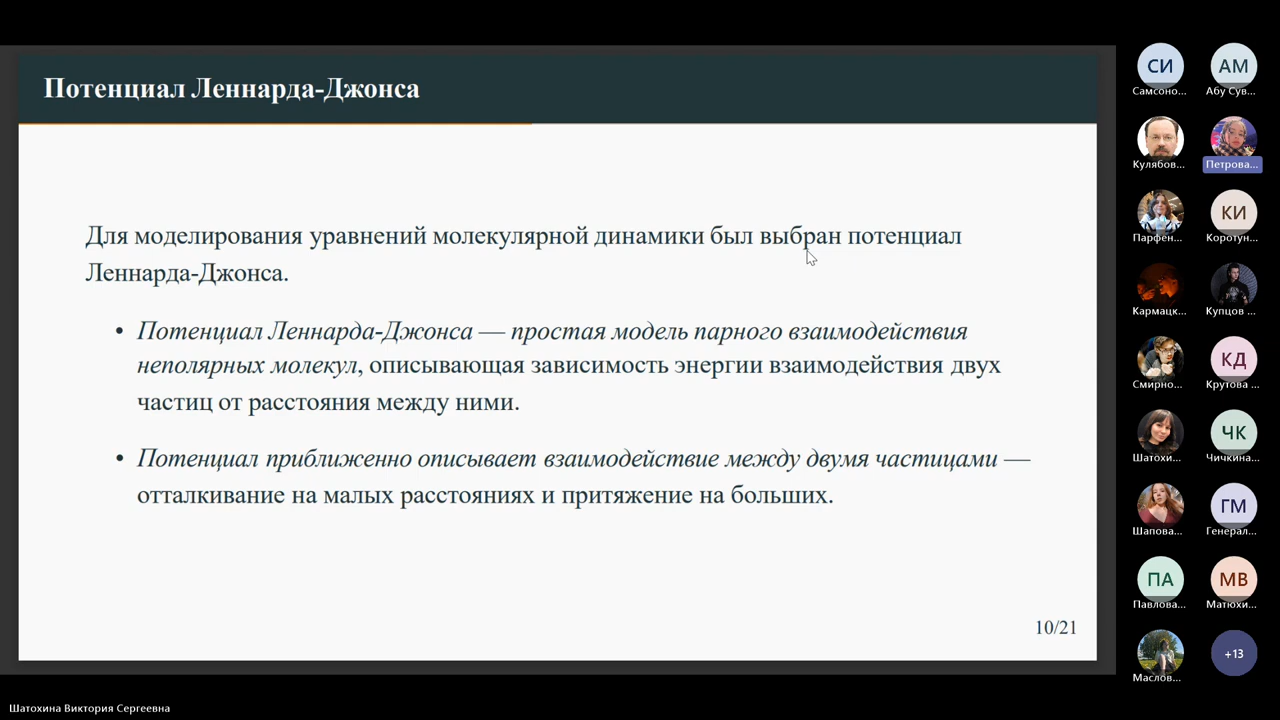 Потенциал Леннарда-Джонса
Для моделирования уравнений молекулярной динамики был выбран потенциал
Леннарда-Джонса.
• Потенциал Леннарда-Джонса — простая модель парного взаимодействия
неполярных молекул, описывающая зависимость энергии взаимодействия двух
частиц от расстояния между ними.
• Потенциал приближенно описывает взаимодействие между двумя частицами —
отталкивание на малых расстояниях и притяжение на больших.
10/21
СИ
Самсоно...
АМ
Абу Сув...
Кулябов...
Петрова...
Парфен...
КИ
Коротун...
Кармацк...
Купцов ...
Смирно...
КД
Крутова ...
Шатохи...
ЧК
Чичкина...
Шапова...
ГМ
Генерал...
ПА
Павлова...
МВ
Матюхи...
Маслов...
+13
Шатохина Виктория Сергеевна